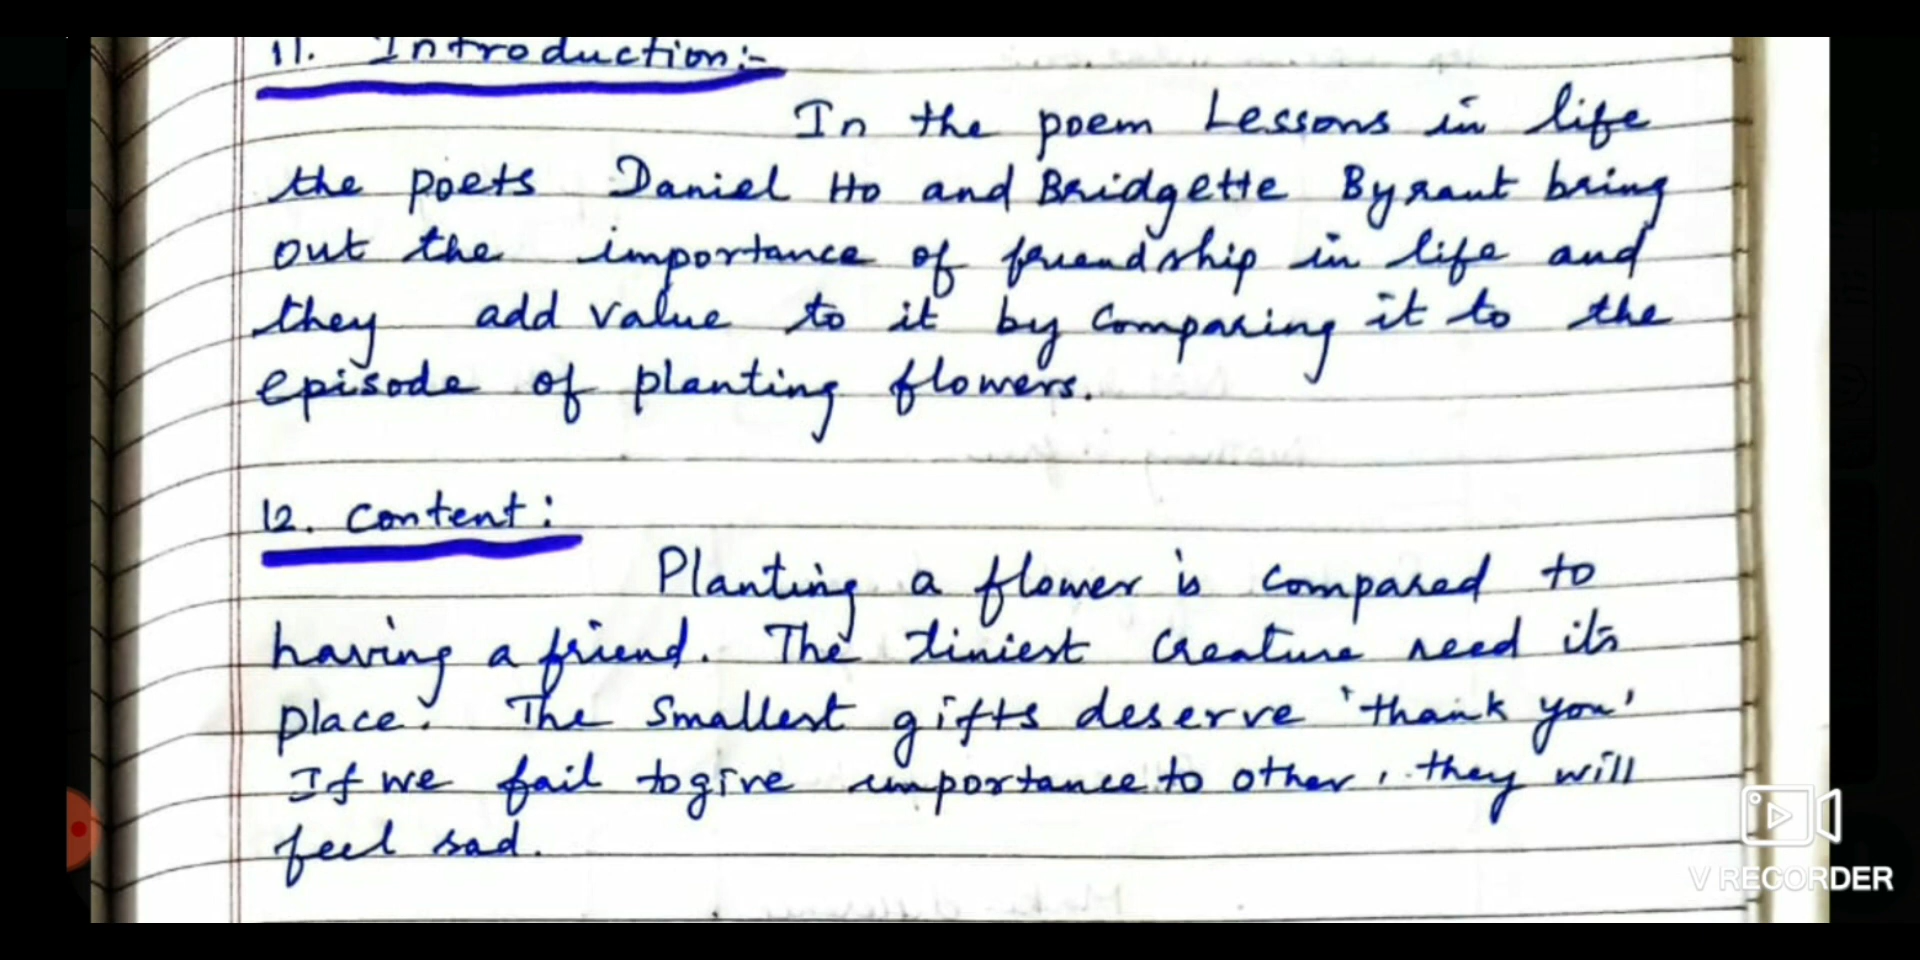 11. Introduction:-
In the poem Lessons in life
the poets Daniel Ho and Bridgette Byraut bring
out the importance of friendship in life and
they add value to it by comparing it to the
episode of planting flowers.
12. Content:
Planting a flower is compared to
having a friend. The tiniest creature need its
place. The smallest gifts deserve 'thank you'
If we fail to give importance to other, they will
feel sad.
V RECORDER